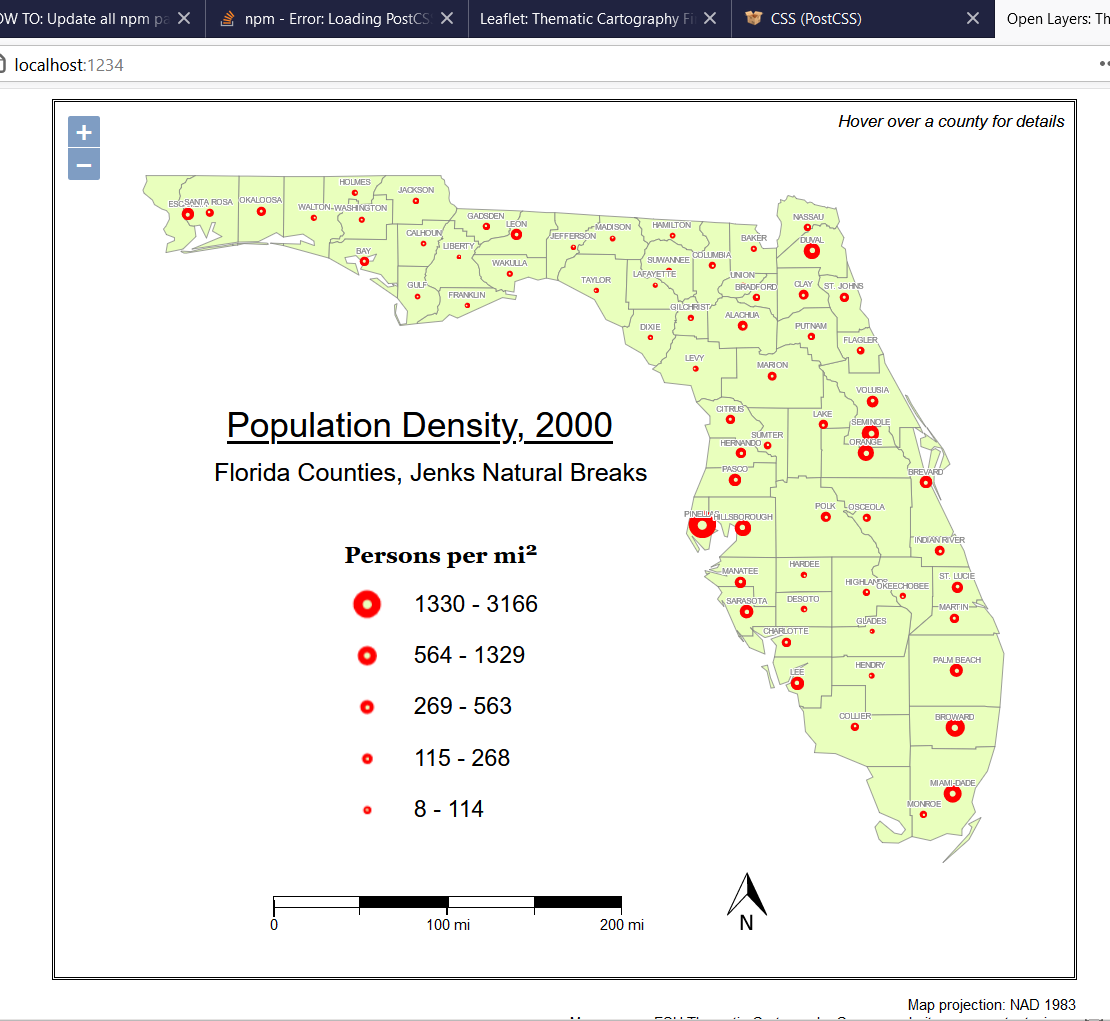 OW TO: Update all npm pa
npm - Error: Loading PostCS
Leaflet: Thematic Cartography Fi
CSS (PostCSS)
Open Layers: Th
localhost:1234
+
−
Hover over a county for details
HOLMES
JACKSON
SANTA ROSA
OKALOOSA
WALTON
WASHINGTON
GADSDEN
LEON
NASSAU
MADISON
HAMILTON
CALHOUN
JEFFERSON
BAKER
DUVAL
LIBERTY
BAY
COLUMBIA
SUWANNEE
WAKULLA
LAFAYETTE
UNION
TAYLOR
GULF
BRADFORD
CLAY
ST. JOHNS
FRANKLIN
GILCHRIST
ALACHUA
DIXIE
PUTNAM
FLAGLER
LEVY
MARION
VOLUSIA
CITRUS
LAKE
SEMINOLE
Population Density, 2000
SUMTER
HERNANDO
ORANGE
Florida Counties, Jenks Natural Breaks
PASCO
BREVARD
POLK
OSCEOLA
PINELLAS
HILLSBOROUGH
INDIAN RIVER
Persons per mi²
HARDEE
MANATEE
ST. LUCIE
HIGHLANDS
OKEECHOBEE
1330 - 3166
SARASOTA
DESOTO
MARTIN
GLADES
CHARLOTTE
564 - 1329
PALM BEACH
HENDRY
LEE
269 - 563
COLLIER
BROWARD
115 - 268
MIAMI-DADE
MONROE
8 - 114
0
100 mi
200 mi
N
Map projection: NAD 1983